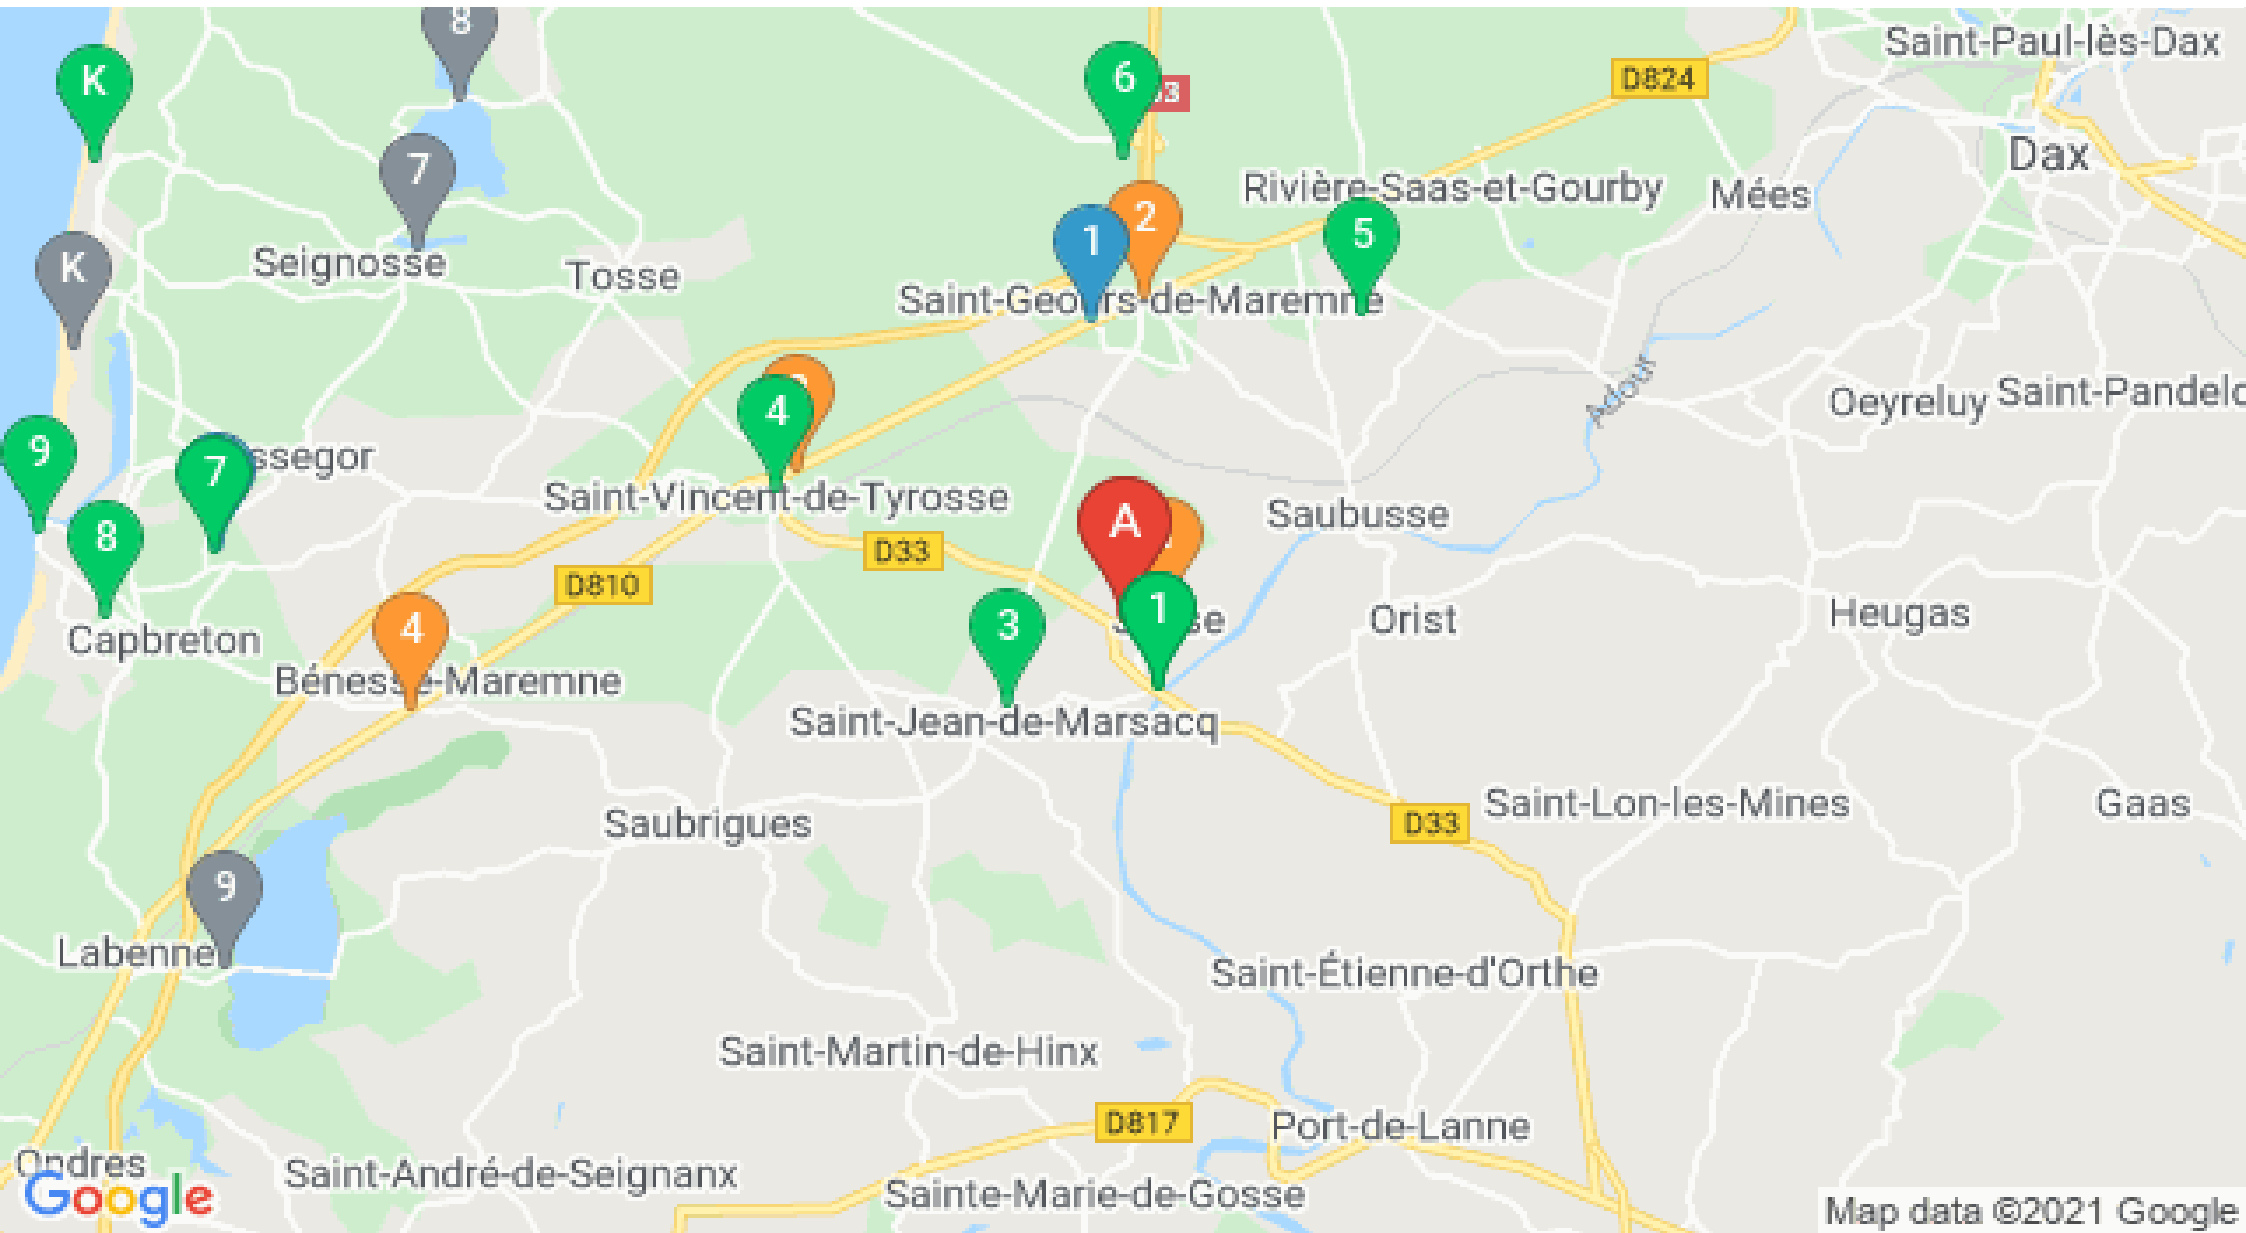 8
K
6
D824
Saint-Paul-lès-Dax
7
Dax
Rivière-Saas-et-Gourby
Mées
2
1
5
K
Seignosse
Tosse
Saint-Geours-de-Maremne
4
Adour
Oeyreluy
9
7
Saint-Vincent-de-Tyrosse
A
Saubusse
8
D33
D810
4
3
1
Orist
Heugas
Capbreton
Bénesse-Maremne
Saint-Jean-de-Marsacq
Saubrigues
D33
Saint-Lon-les-Mines
Gaas
9
Labenne
Saint-Étienne-d'Orthe
Saint-Martin-de-Hinx
D817
Port-de-Lanne
Ondres
Saint-André-de-Seignanx
Google
Sainte-Marie-de-Gosse
Map data ©2021 Google